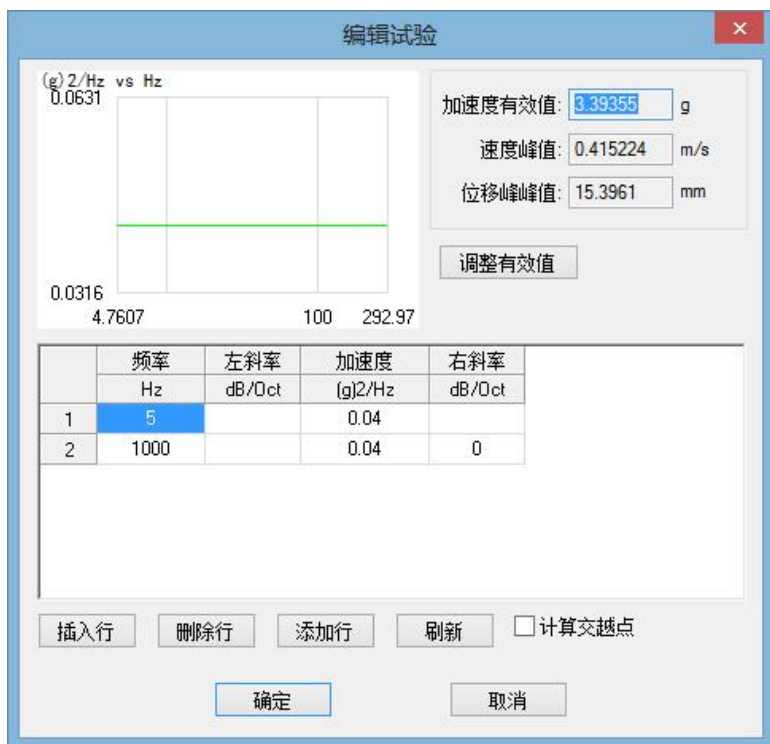 编辑试验
(g)2/Hz vs Hz
0.0631
0.0316
4.7607 100 292.97
加速度有效值: 3.39355 g
速度峰值: 0.415224 m/s
位移峰峰值: 15.3961 mm
调整有效值
频率 左斜率 加速度 右斜率
Hz dB/Oct (g)2/Hz dB/Oct
1 5 0.04
2 1000 0.04 0
插入行 删除行 添加行 刷新 计算交越点
确定 取消